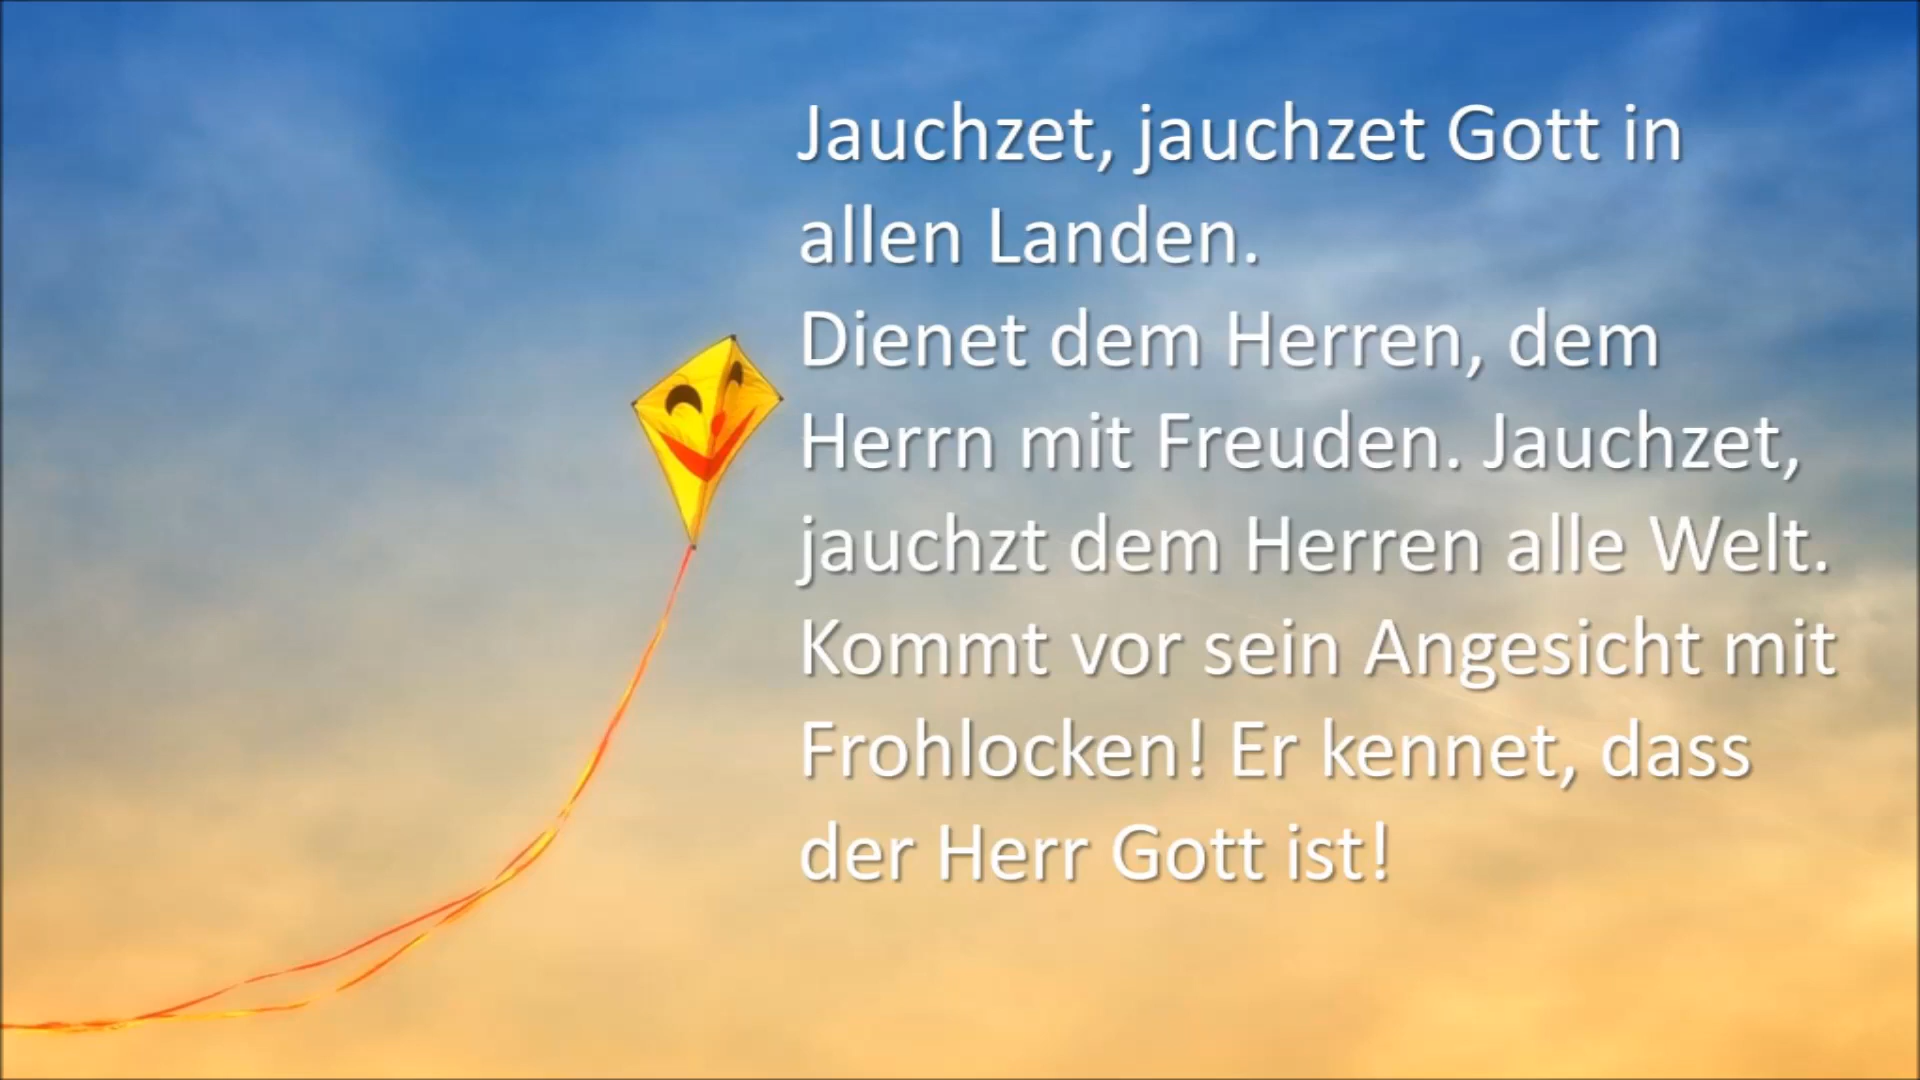 Jauchzet, jauchzet Gott in
allen Landen.
Dienet dem Herren, dem
Herrn mit Freuden. Jauchzet,
jauchzt dem Herren alle Welt.
Kommt vor sein Angesicht mit
Frohlocken! Er kennet, dass
der Herr Gott ist!